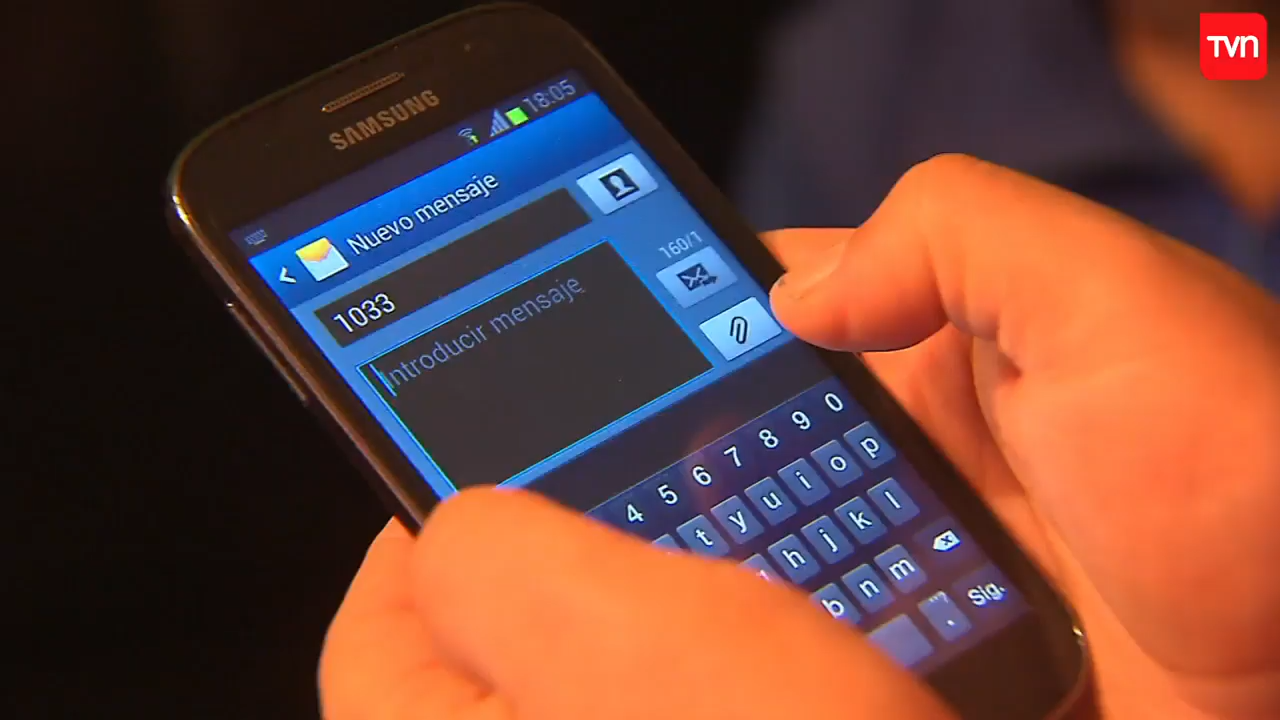 TVN
SAMSUNG
18:05
Nuevo mensaje
1033
160/1
Introducir mensaje
4 5 6 7 8 9 0
t y u i o p
h j k l
b n m
Sig.